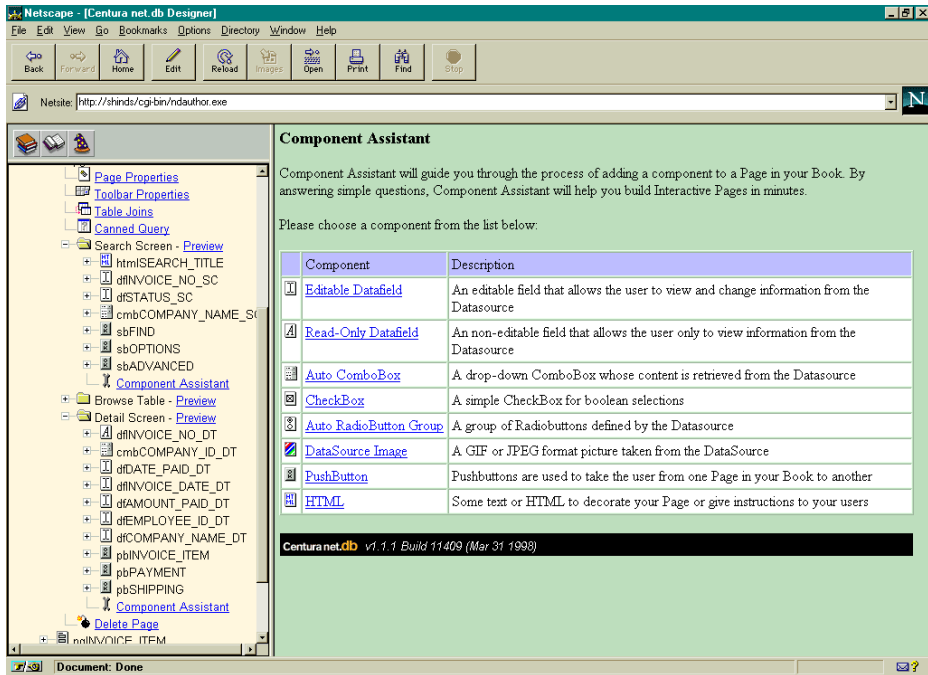 Netscape - [Centura net.db Designer]
File Edit View Go Bookmarks Options Directory Window Help
Back Forward Home Edit Reload Images Open Print Find Stop
Netsite: http://shinds/cgi-bin/ndauthor.exe
N
Page Properties
Toolbar Properties
Table Joins
Canned Query
Search Screen - Preview
htmlSEARCH_TITLE
dfINVOICE_NO_SC
dfSTATUS_SC
cmbCOMPANY_NAME_SC
sbFIND
sbOPTIONS
sbADVANCED
Component Assistant
Browse Table - Preview
Detail Screen - Preview
dfINVOICE_NO_DT
cmbCOMPANY_ID_DT
dfDATE_PAID_DT
dfINVOICE_DATE_DT
dfAMOUNT_PAID_DT
dfEMPLOYEE_ID_DT
dfCOMPANY_NAME_DT
pbINVOICE_ITEM
pbPAYMENT
pbSHIPPING
Component Assistant
Delete Page
ngINVOICE_ITEM
Component Assistant
Component Assistant will guide you through the process of adding a component to a Page in your Book. By
answering simple questions, Component Assistant will help you build Interactive Pages in minutes.
Please choose a component from the list below:
Component Description
Editable Datafield An editable field that allows the user to view and change information from the
Datasource
Read-Only Datafield An non-editable field that allows the user only to view information from the
Datasource
Auto ComboBox A drop-down ComboBox whose content is retrieved from the Datasource
CheckBox A simple CheckBox for boolean selections
Auto RadioButton Group A group of Radiobuttons defined by the Datasource
DataSource Image A GIF or JPEG format picture taken from the DataSource
PushButton Pushbuttons are used to take the user from one Page in your Book to another
HTML Some text or HTML to decorate your Page or give instructions to your users
Centura net.db v1.1.1 Build 11409 (Mar 31 1998)
Document: Done